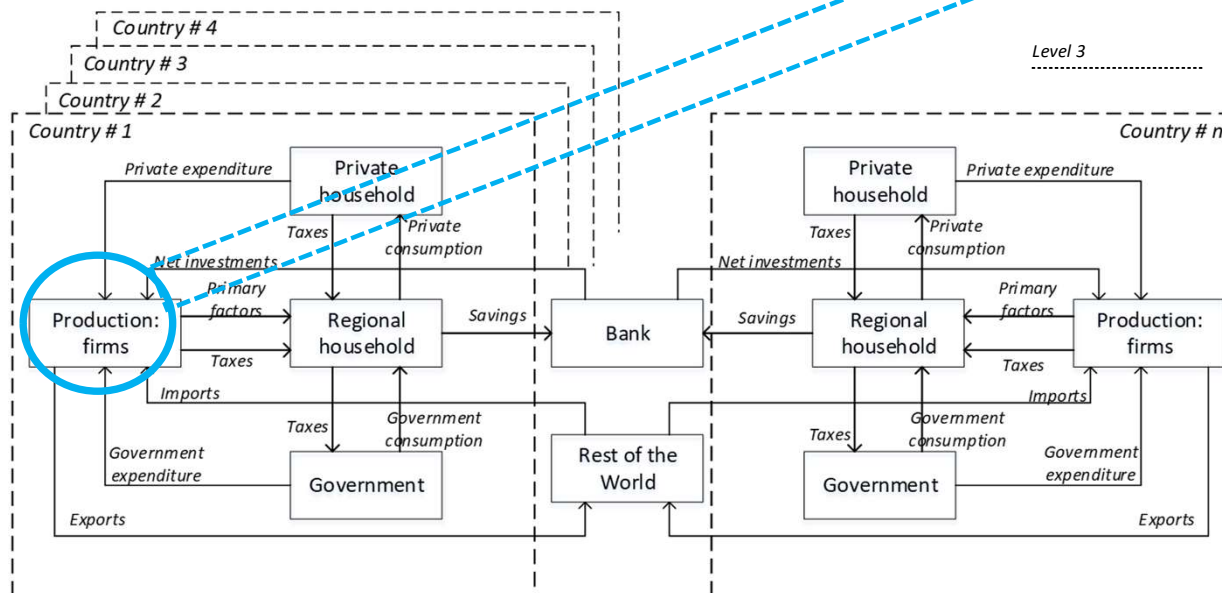 Country # 4
Country # 3
Level 3
Country # 2
Country # 1
Country # n
Private expenditure
Private
household
Private
household
Private expenditure
Taxes
Private
consumption
Taxes
Private
consumption
Net investments
Net investments
Primary
factors
Primary
factors
Production:
firms
Regional
household
Savings
Bank
Savings
Regional
household
Production:
firms
Taxes
Taxes
Imports
Imports
Taxes
Government
consumption
Taxes
Government
consumption
Government
expenditure
Government
Rest of the
World
Government
Government
expenditure
Exports
Exports